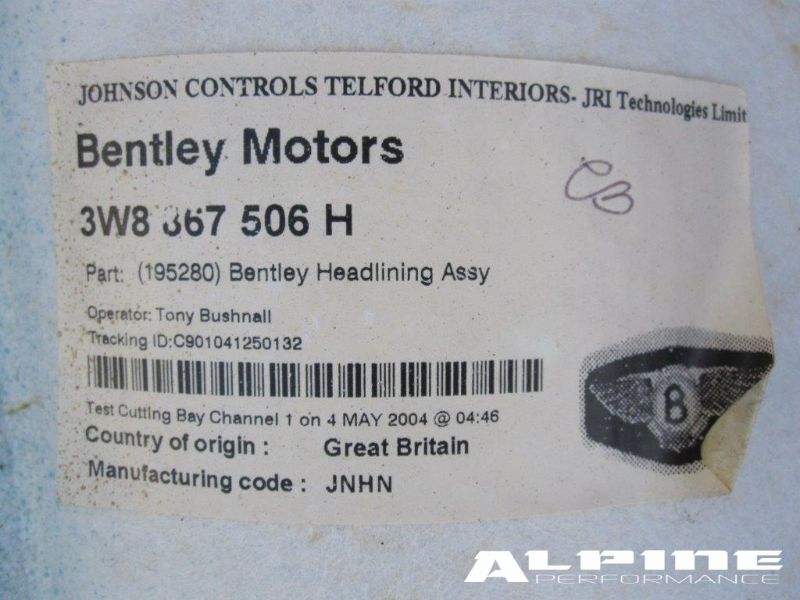 JOHNSON CONTROLS TELFORD INTERIORS- JRI Technologies Limit
Bentley Motors
3W8 867 506 H
Part: (195280) Bentley Headlining Assy
CB
Operator: Tony Bushnall
Tracking ID:C901041250132
Test Cutting Bay Channel 1 on 4 MAY 2004 @ 04:46
Country of origin : Great Britain
Manufacturing code : JNHN
B
ALPINE
PERFORMANCE